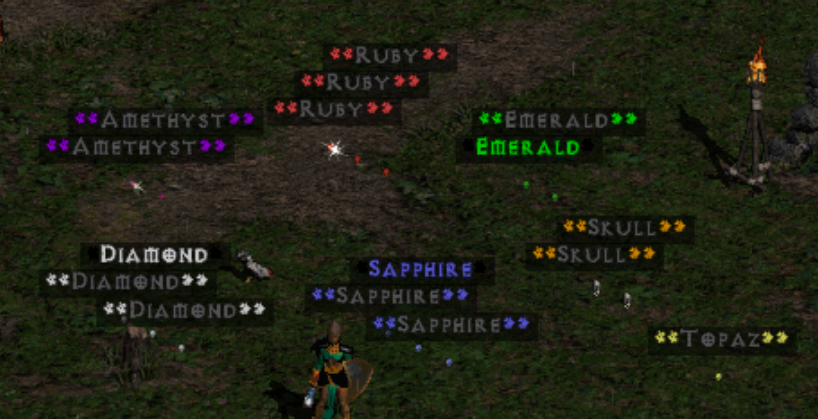 **Ruby**
**Ruby**
**Ruby**
**Amethyst**
**Amethyst**
**Emerald**
Emerald
**Skull**
**Skull**
Diamond
**Diamond**
**Diamond**
Sapphire
**Sapphire**
**Sapphire**
**Topaz**